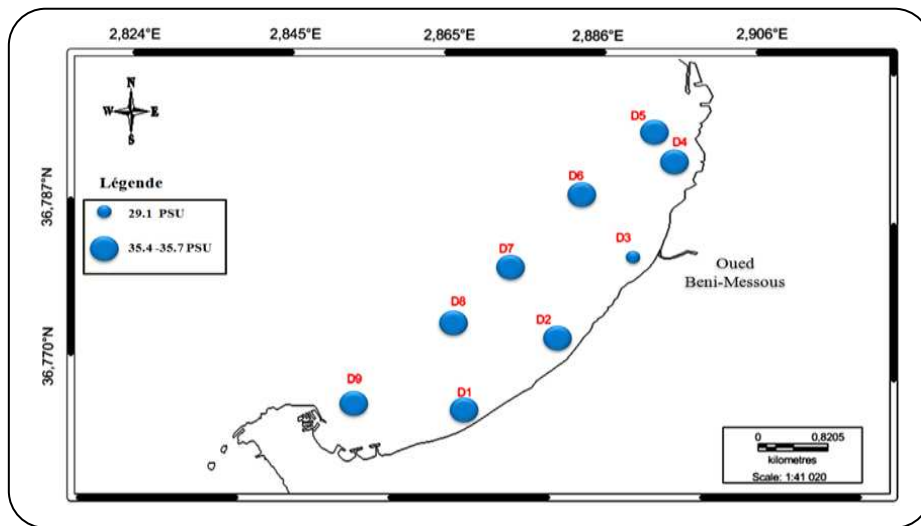 2,824°E 2,845°E 2,865°E 2,886°E 2,906°E
N
W E
S
D5
D4
36,787°N
Légende
D6
29.1 PSU
35.4 -35.7 PSU
D3
D7
Oued
Beni-Messous
D8
D2
36,770°N
D9
D1
0 0,8205
kilometres
Scale: 1:41 020